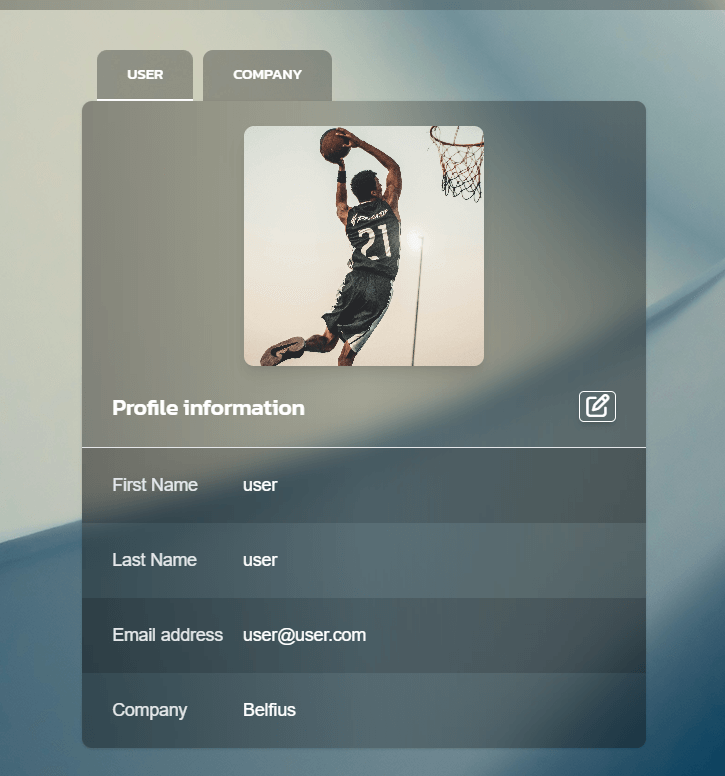 USER COMPANY
21
Profile information
First Name user
Last Name user
Email address user@user.com
Company Belfius